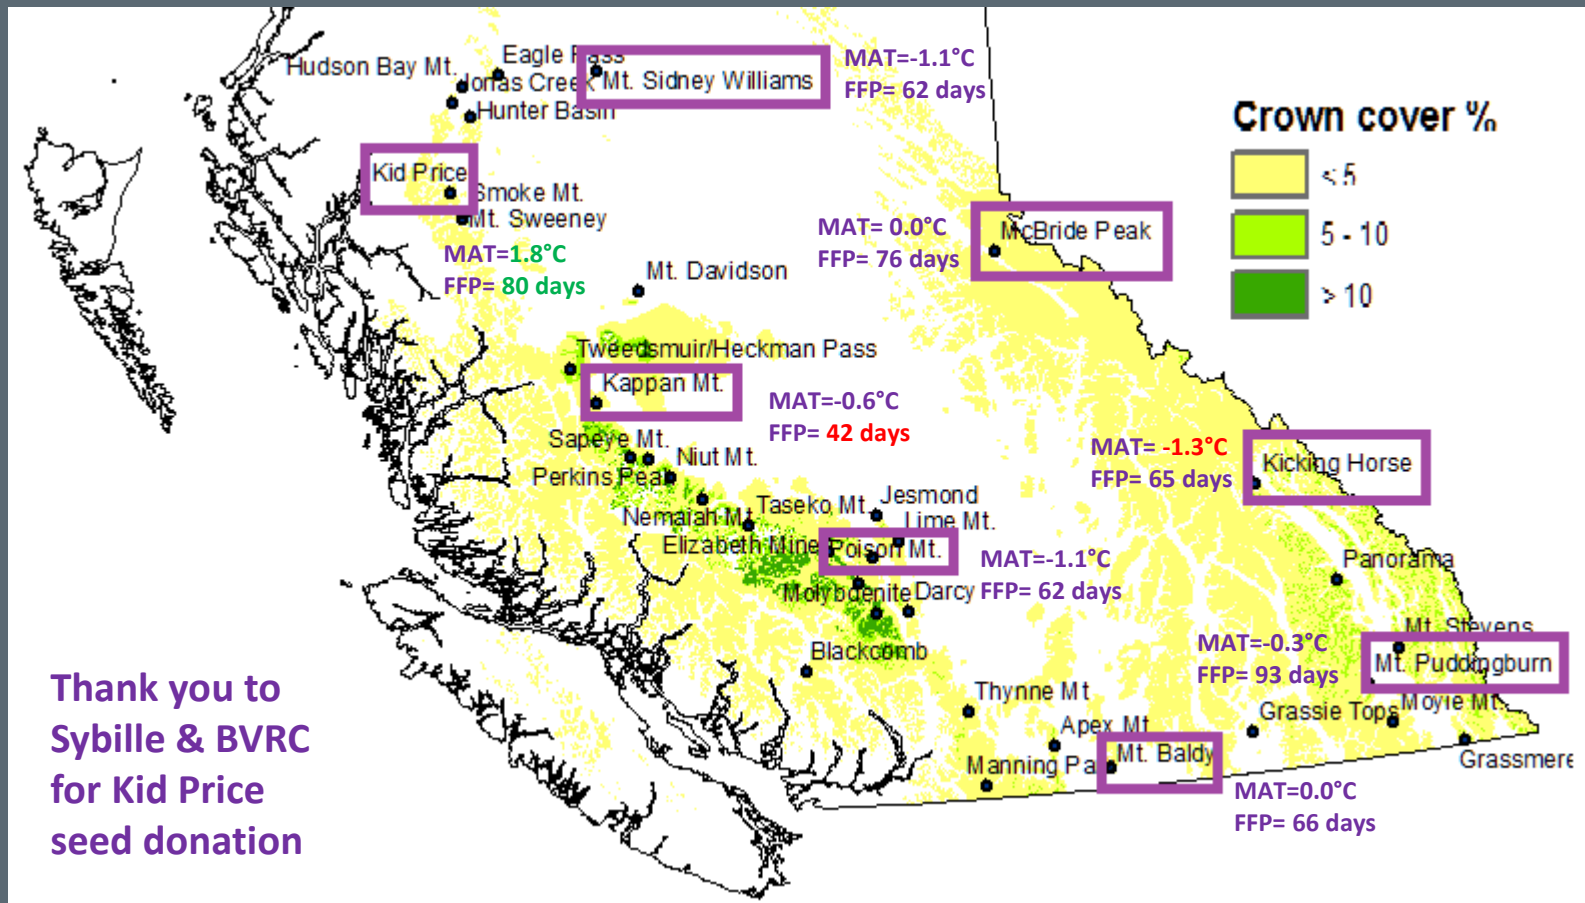 Eagle Pass
Hudson Bay Mt.
Jonas Creek
Mt. Sidney Williams
Hunter Basin
MAT=-1.1°C
FFP= 62 days
Crown cover %
< 5
5 - 10
> 10
Kid Price
Smoke Mt.
Mt. Sweeney
MAT=1.8°C
FFP= 80 days
MAT= 0.0°C
FFP= 76 days
McBride Peak
Mt. Davidson
Tweedsmuir/Heckman Pass
Kappan Mt.
MAT=-0.6°C
FFP= 42 days
Sapeye Mt.
Niut Mt.
Perkins Peak
MAT= -1.3°C
FFP= 65 days
Kicking Horse
Nemaiah Mt.
Taseko Mt.
Jesmond
Lime Mt.
Elizabeth Mine
Poison Mt.
MAT=-1.1°C
FFP= 62 days
Panorama
Molybdenite
Darcy
Blackcomb
MAT=-0.3°C
FFP= 93 days
Mt. Stevens
Mt. Puddingburn
Thynne Mt
Grassie Tops
Moyie Mt.
Apex Mt
Manning Pa
Mt. Baldy
Grassmere
MAT=0.0°C
FFP= 66 days
Thank you to
Sybille & BVRC
for Kid Price
seed donation